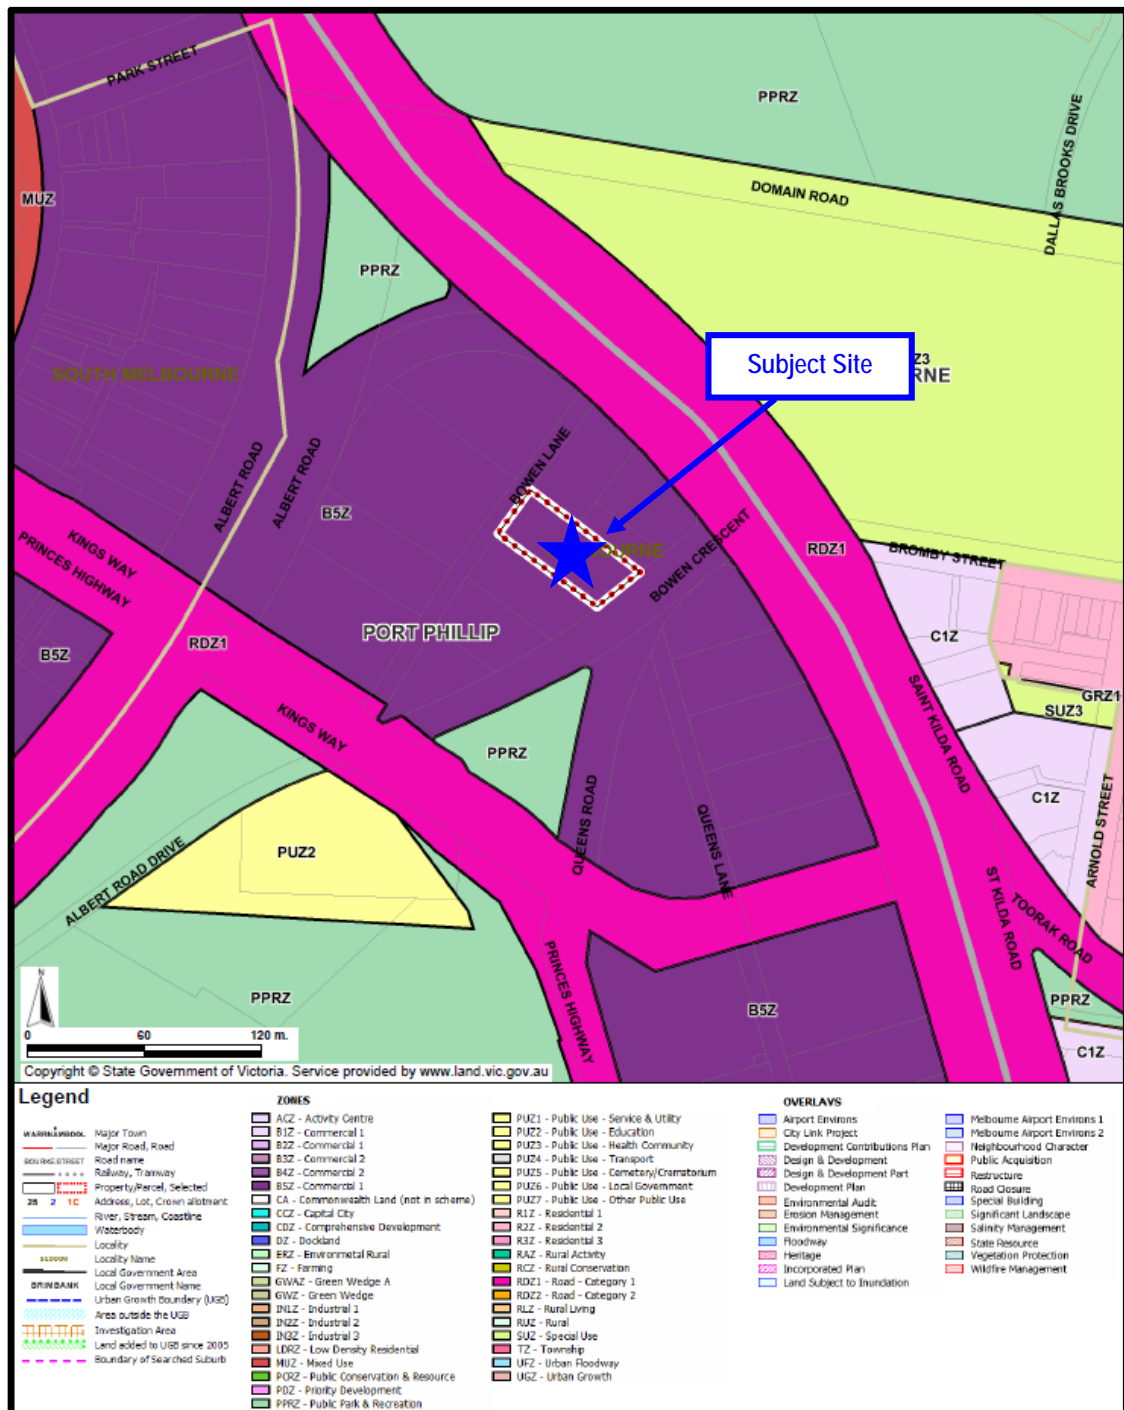 PARK STREET
PPRZ
DALLAS BROOKS DRIVE
DOMAIN ROAD
MUZ
PPRZ
Subject Site
Z3
RNE
SOUTH MELBOURNE
ALBERT ROAD
ALBERT ROAD
BOWEN LANE
B5Z
OURNE
BOWEN CRESCENT
RDZ1
BROMBY STREET
KINGS WAY
PRINCES HIGHWAY
PORT PHILLIP
C1Z
B5Z
RDZ1
GRZ1
SUZ3
SAINT KILDA ROAD
KINGS WAY
PPRZ
C1Z
QUEENS ROAD
QUEENS LANE
ARNOLD STREET
PUZ2
ALBERT ROAD DRIVE
ST KILDA ROAD
TOORAK ROAD
PRINCES HIGHWAY
PPRZ
PPRZ
B5Z
C1Z
N
0 60 120 m.
Copyright © State Government of Victoria. Service provided by www.land.vic.gov.au
Legend
WARRNAMBOOL Major Town
Major Road, Road
BOURKE STREET Road name
Railway, Tramway
Property/Parcel, Selected
28 2 1C Address, Lot, Crown allotment
River, Stream, Coastline
Waterbody
Locality
SEDDON Locality Name
Local Government Area
BRIMBANK Local Government Name
Urban Growth Boundary (UGB)
Area outside the UGB
Investigation Area
Land added to UGB since 2005
Boundary of Searched Suburb
ZONES
ACZ - Activity Centre
B1Z - Commercial 1
B2Z - Commercial 1
B3Z - Commercial 2
B4Z - Commercial 2
B5Z - Commercial 1
CA - Commonwealth Land (not in scheme)
CCZ - Capital City
CDZ - Comprehensive Development
DZ - Dockland
ERZ - Environmetal Rural
FZ - Farming
GWAZ - Green Wedge A
GWZ - Green Wedge
IN1Z - Industrial 1
IN2Z - Industrial 2
IN3Z - Industrial 3
LDRZ - Low Density Residential
MUZ - Mixed Use
PCRZ - Public Conservation & Resource
PDZ - Priority Development
PPRZ - Public Park & Recreation
PUZ1 - Public Use - Service & Utility
PUZ2 - Public Use - Education
PUZ3 - Public Use - Health Community
PUZ4 - Public Use - Transport
PUZ5 - Public Use - Cemetery/Crematorium
PUZ6 - Public Use - Local Government
PUZ7 - Public Use - Other Public Use
R1Z - Residential 1
R2Z - Residential 2
R3Z - Residential 3
RAZ - Rural Activity
RCZ - Rural Conservation
RDZ1 - Road - Category 1
RDZ2 - Road - Category 2
RLZ - Rural Living
RUZ - Rural
SUZ - Special Use
TZ - Township
UFZ - Urban Floodway
UGZ - Urban Growth
OVERLAYS
Airport Environs
City Link Project
Development Contributions Plan
Design & Development
Design & Development Part
Development Plan
Environmental Audit
Erosion Management
Environmental Significance
Floodway
Heritage
Incorporated Plan
Land Subject to Inundation
Melbourne Airport Environs 1
Melbourne Airport Environs 2
Neighbourhood Character
Public Acquisition
Restructure
Road Closure
Special Building
Significant Landscape
Salinity Management
State Resource
Vegetation Protection
Wildfire Management